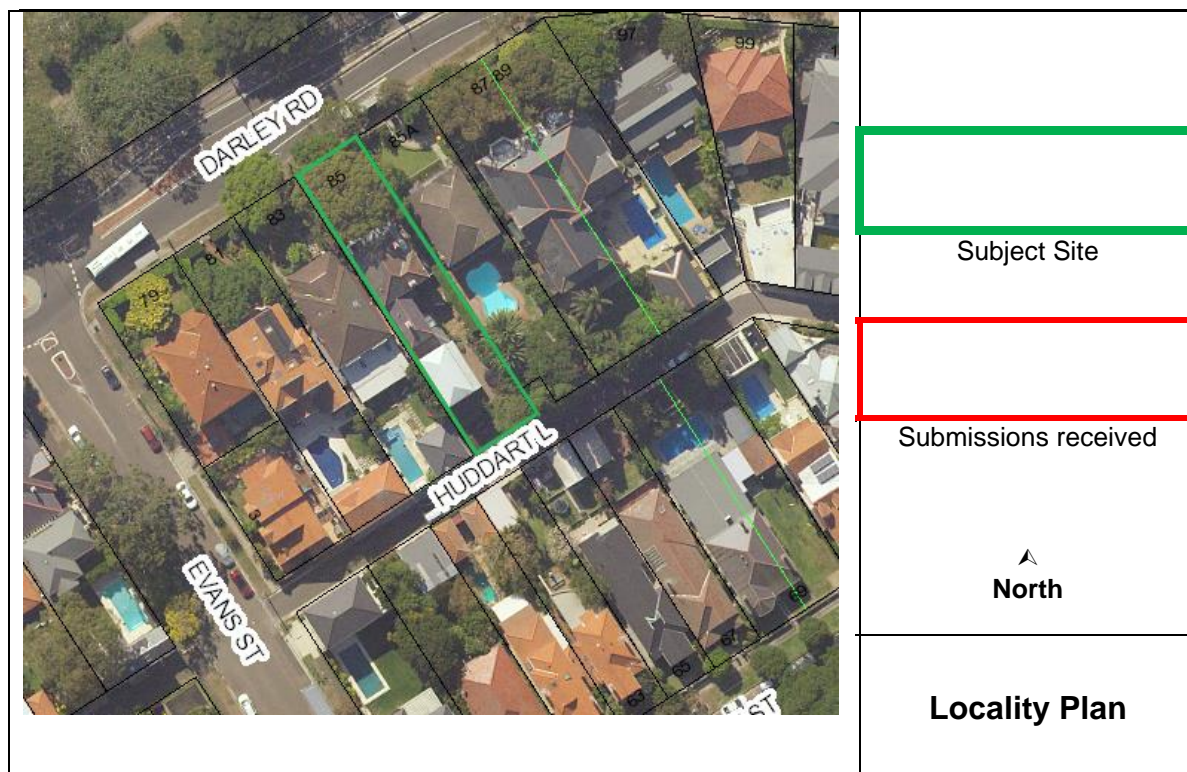 DARLEY RD
97
99
87-89
85A
85
83
81
79
3
HUDDART L
EVANS ST
69
67
65
63
ST
Subject Site
Submissions received
North
Locality Plan